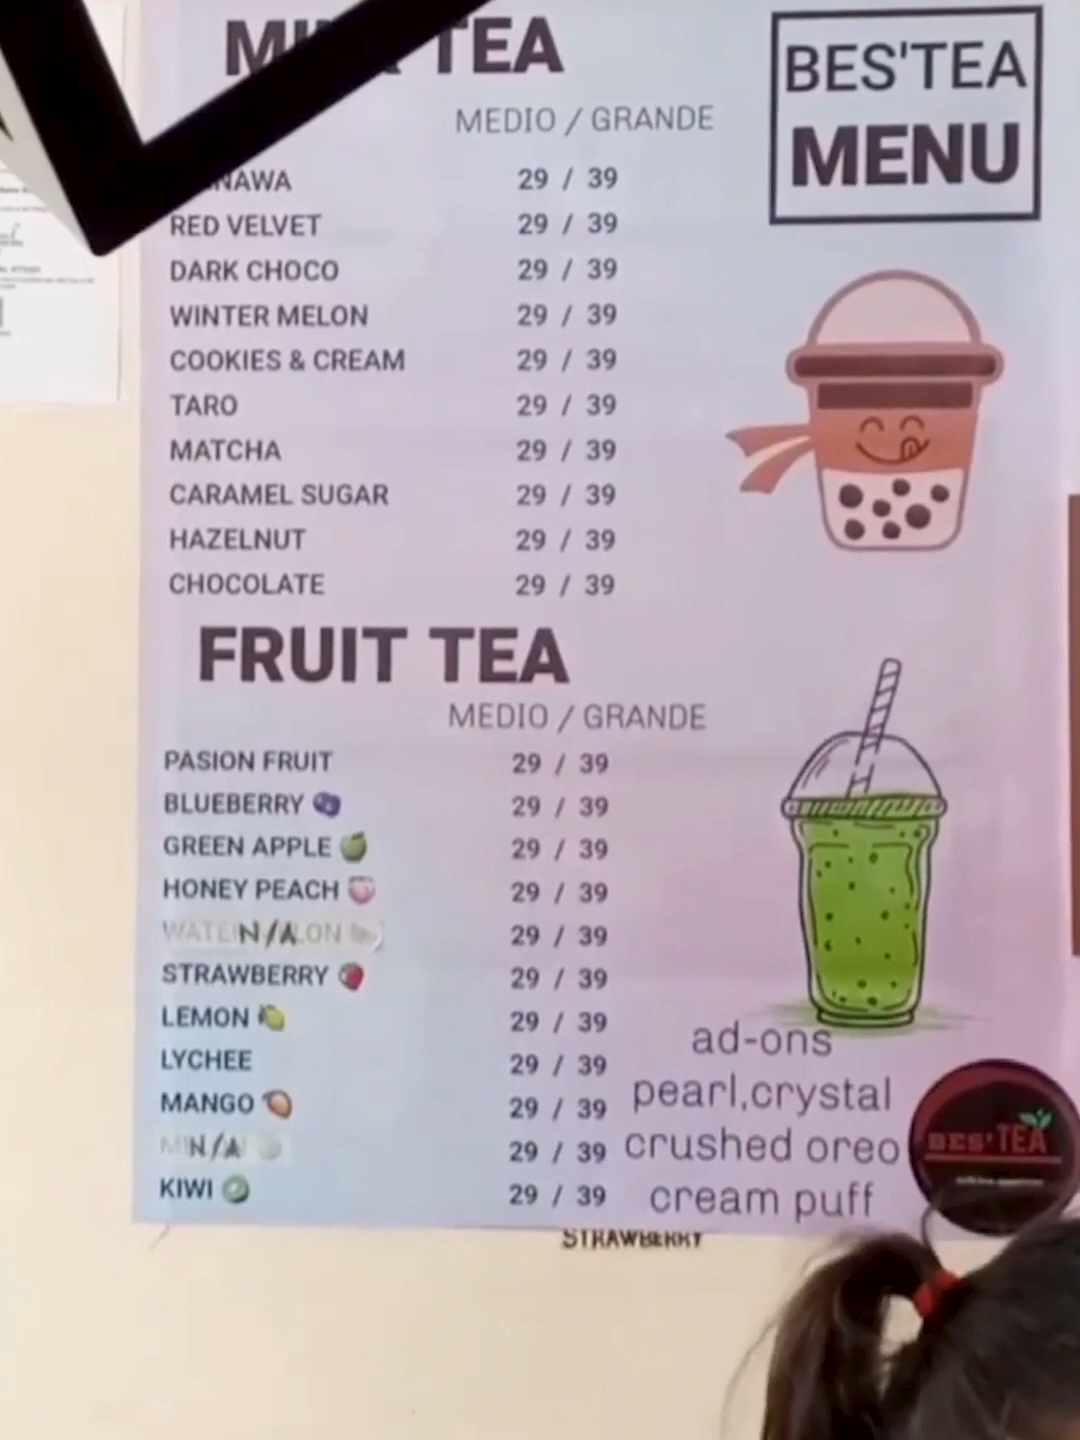 TEA
MEDIO / GRANDE
29 / 39
RED VELVET 29 / 39
DARK CHOCO 29 / 39
WINTER MELON 29 / 39
COOKIES & CREAM 29 / 39
TARO 29 / 39
MATCHA 29 / 39
CARAMEL SUGAR 29 / 39
HAZELNUT 29 / 39
CHOCOLATE 29 / 39
BES'TEA
MENU
FRUIT TEA
MEDIO / GRANDE
PASION FRUIT 29 / 39
BLUEBERRY 29 / 39
GREEN APPLE 29 / 39
HONEY PEACH 29 / 39
N/A 29 / 39
STRAWBERRY 29 / 39
LEMON 29 / 39
LYCHEE 29 / 39
MANGO 29 / 39
N/A 29 / 39
KIWI 29 / 39
ad-ons
pearl,crystal
crushed oreo
cream puff
BES'TEA
STRAWBERRY